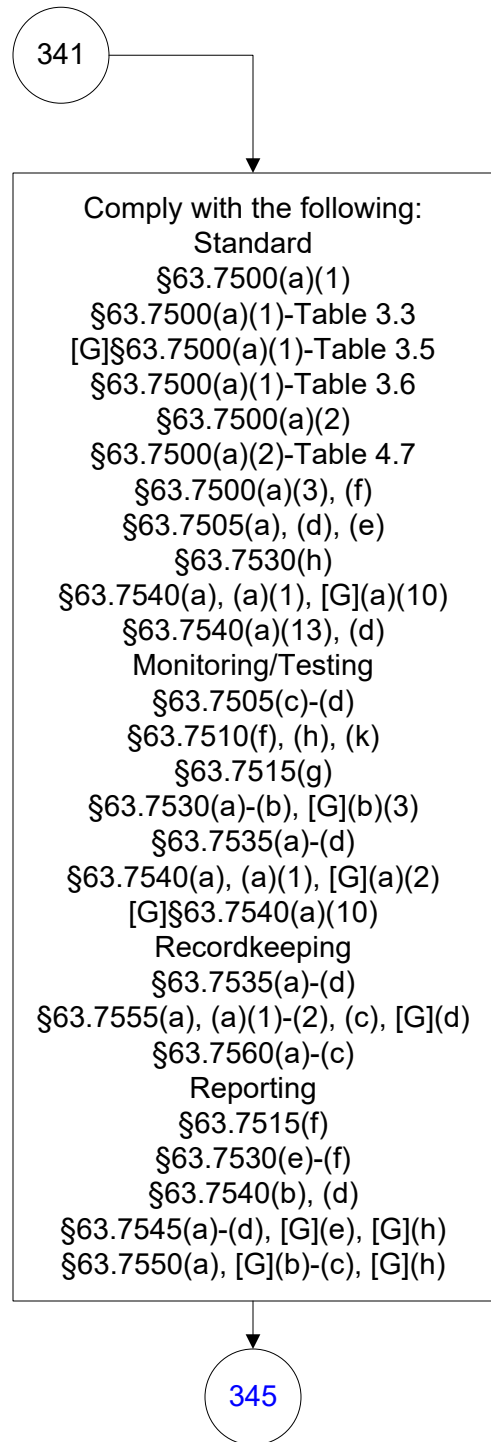 341
Comply with the following:
Standard
§63.7500(a)(1)
§63.7500(a)(1)-Table 3.3
[G]§63.7500(a)(1)-Table 3.5
§63.7500(a)(1)-Table 3.6
§63.7500(a)(2)
§63.7500(a)(2)-Table 4.7
§63.7500(a)(3), (f)
§63.7505(a), (d), (e)
§63.7530(h)
§63.7540(a), (a)(1), [G](a)(10)
§63.7540(a)(13), (d)
Monitoring/Testing
§63.7505(c)-(d)
§63.7510(f), (h), (k)
§63.7515(g)
§63.7530(a)-(b), [G](b)(3)
§63.7535(a)-(d)
§63.7540(a), (a)(1), [G](a)(2)
[G]§63.7540(a)(10)
Recordkeeping
§63.7535(a)-(d)
§63.7555(a), (a)(1)-(2), (c), [G](d)
§63.7560(a)-(c)
Reporting
§63.7515(f)
§63.7530(e)-(f)
§63.7540(b), (d)
§63.7545(a)-(d), [G](e), [G](h)
§63.7550(a), [G](b)-(c), [G](h)
345